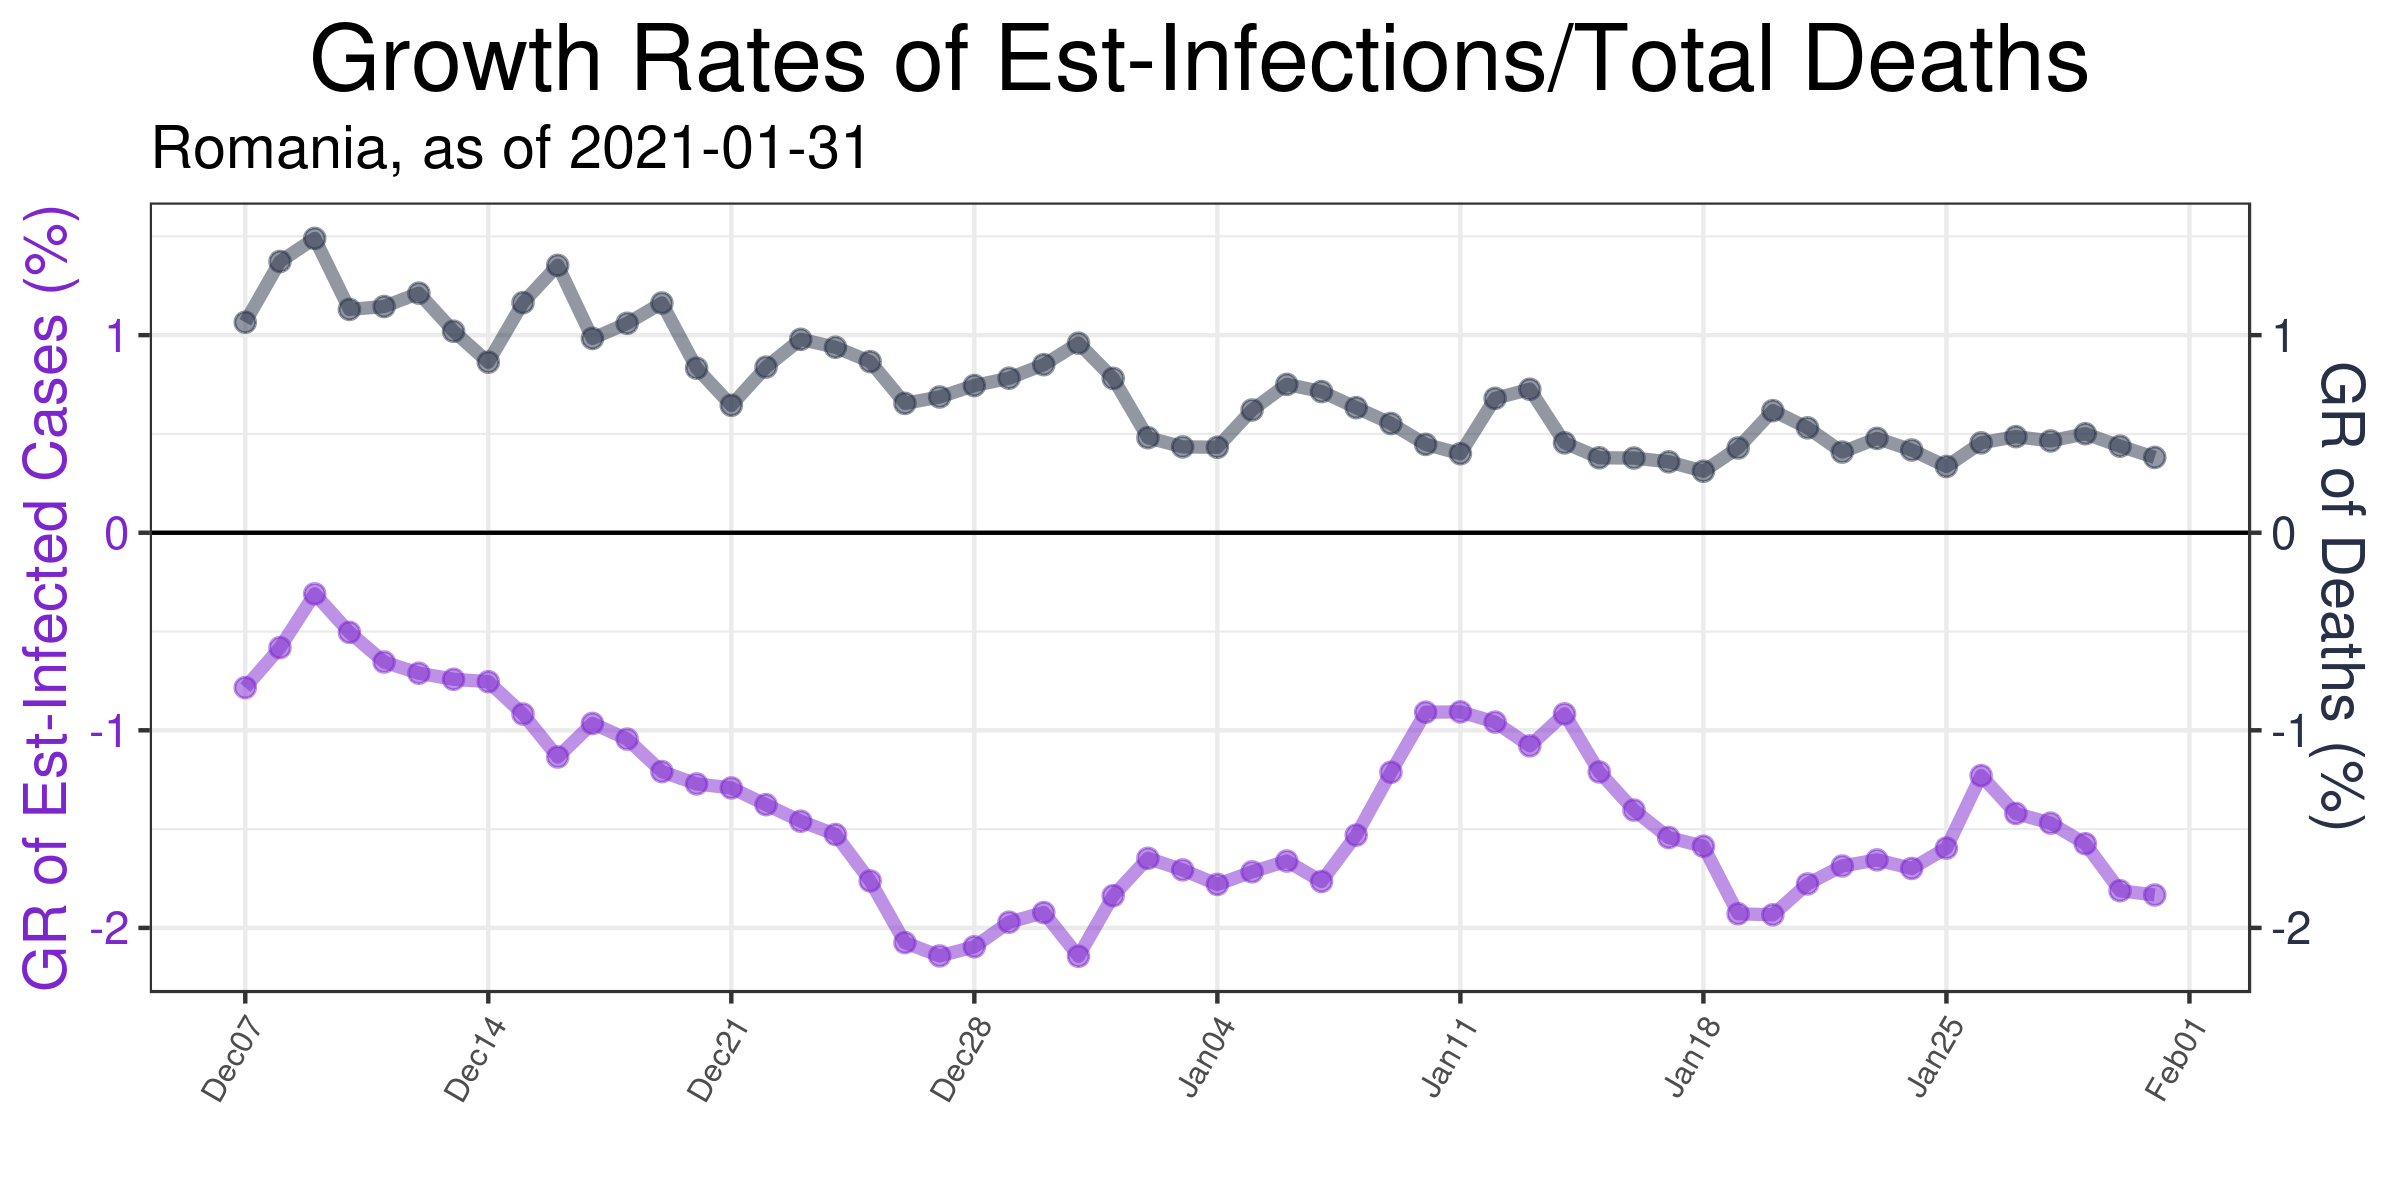 Growth Rates of Est-Infections/Total Deaths
Romania, as of 2021-01-31
GR of Est-Infected Cases (%)
1
0
-1
-2
1
0
-1
-2
GR of Deaths (%)
Dec07
Dec14
Dec21
Dec28
Jan04
Jan11
Jan18
Jan25
Feb01